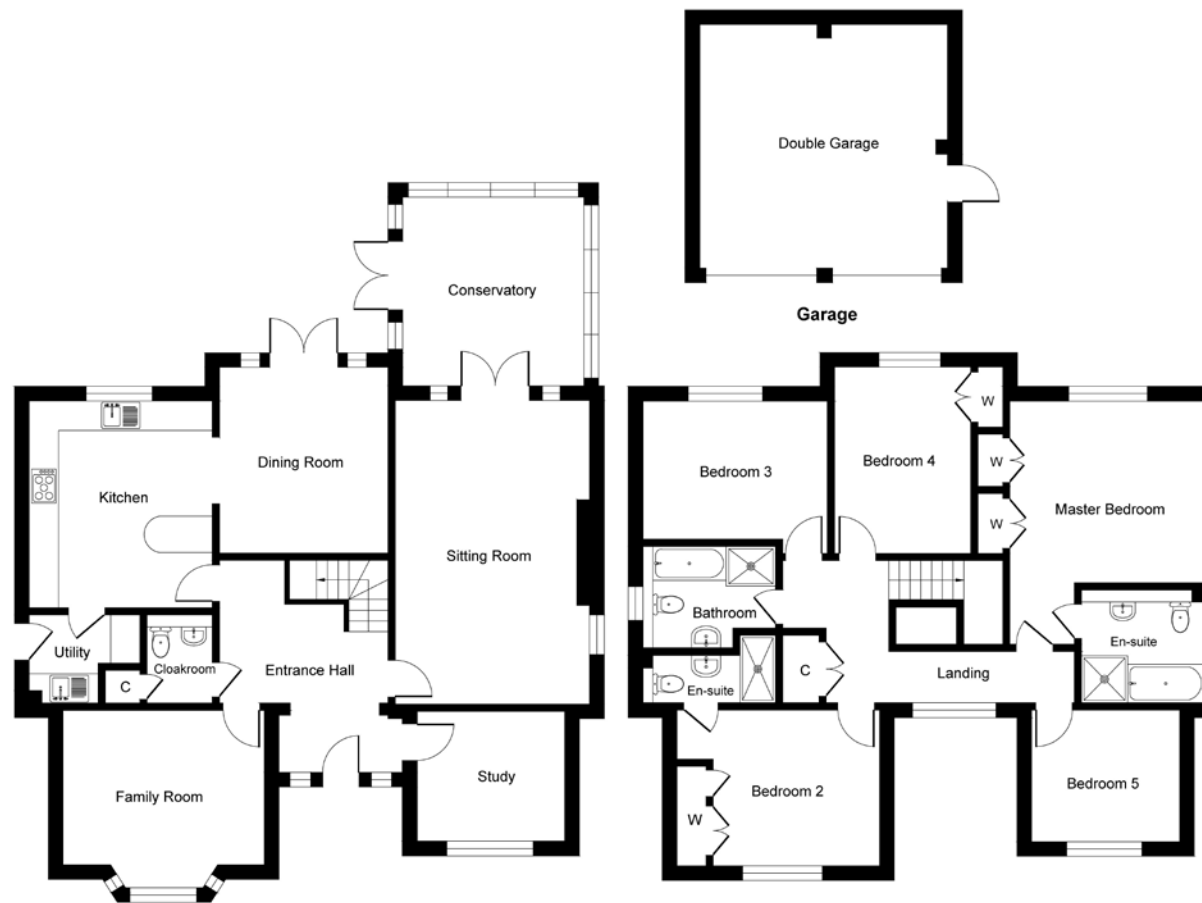 Double Garage
Garage
Conservatory
Dining Room
Kitchen
Sitting Room
Utility
Cloakroom
C
Entrance Hall
Family Room
Study
Bedroom 3
Bedroom 4
W
W
W
Master Bedroom
Bathroom
En-suite
En-suite
C
Landing
Bedroom 2
W
Bedroom 5